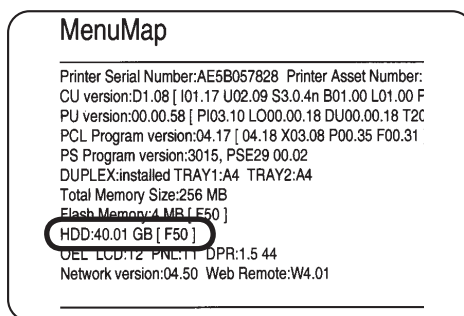 MenuMap
Printer Serial Number:AE5B057828 Printer Asset Number:
CU version:D1.08 [ I01.17 U02.09 S3.0.4n B01.00 L01.00 F
PU version:00.00.58 [ PI03.10 LO00.00.18 DU00.00.18 T20
PCL Program version:04.17 [ 04.18 X03.08 P00.35 F00.31
PS Program version:3015, PSE29 00.02
DUPLEX:installed TRAY1:A4 TRAY2:A4
Total Memory Size:256 MB
Flash Memory:4 MB [ F50 ]
HDD:40.01 GB [ F50 ]
OEL LCD:12 PNL:11 DPR:1.5 44
Network version:04.50 Web Remote:W4.01